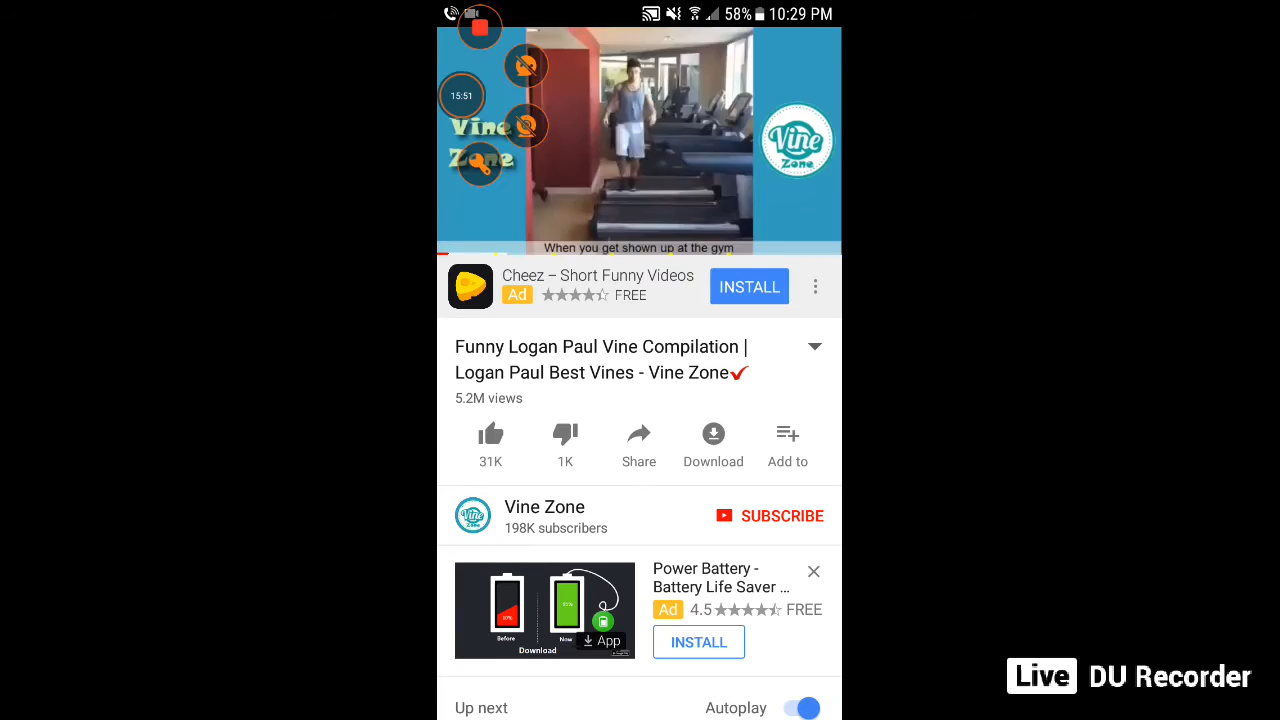 58% 10:29 PM
15:51
Vine
Zone
Vine
Zone
When you get shown up at the gym
Cheez – Short Funny Videos
Ad FREE
INSTALL
Funny Logan Paul Vine Compilation |
Logan Paul Best Vines - Vine Zone
5.2M views
31K 1K Share Download Add to
Vine
Zone
Vine Zone
198K subscribers
SUBSCRIBE
Before
Now
App
Download
Power Battery -
Battery Life Saver ...
Ad 4.5 FREE
INSTALL
Up next Autoplay
Live DU Recorder